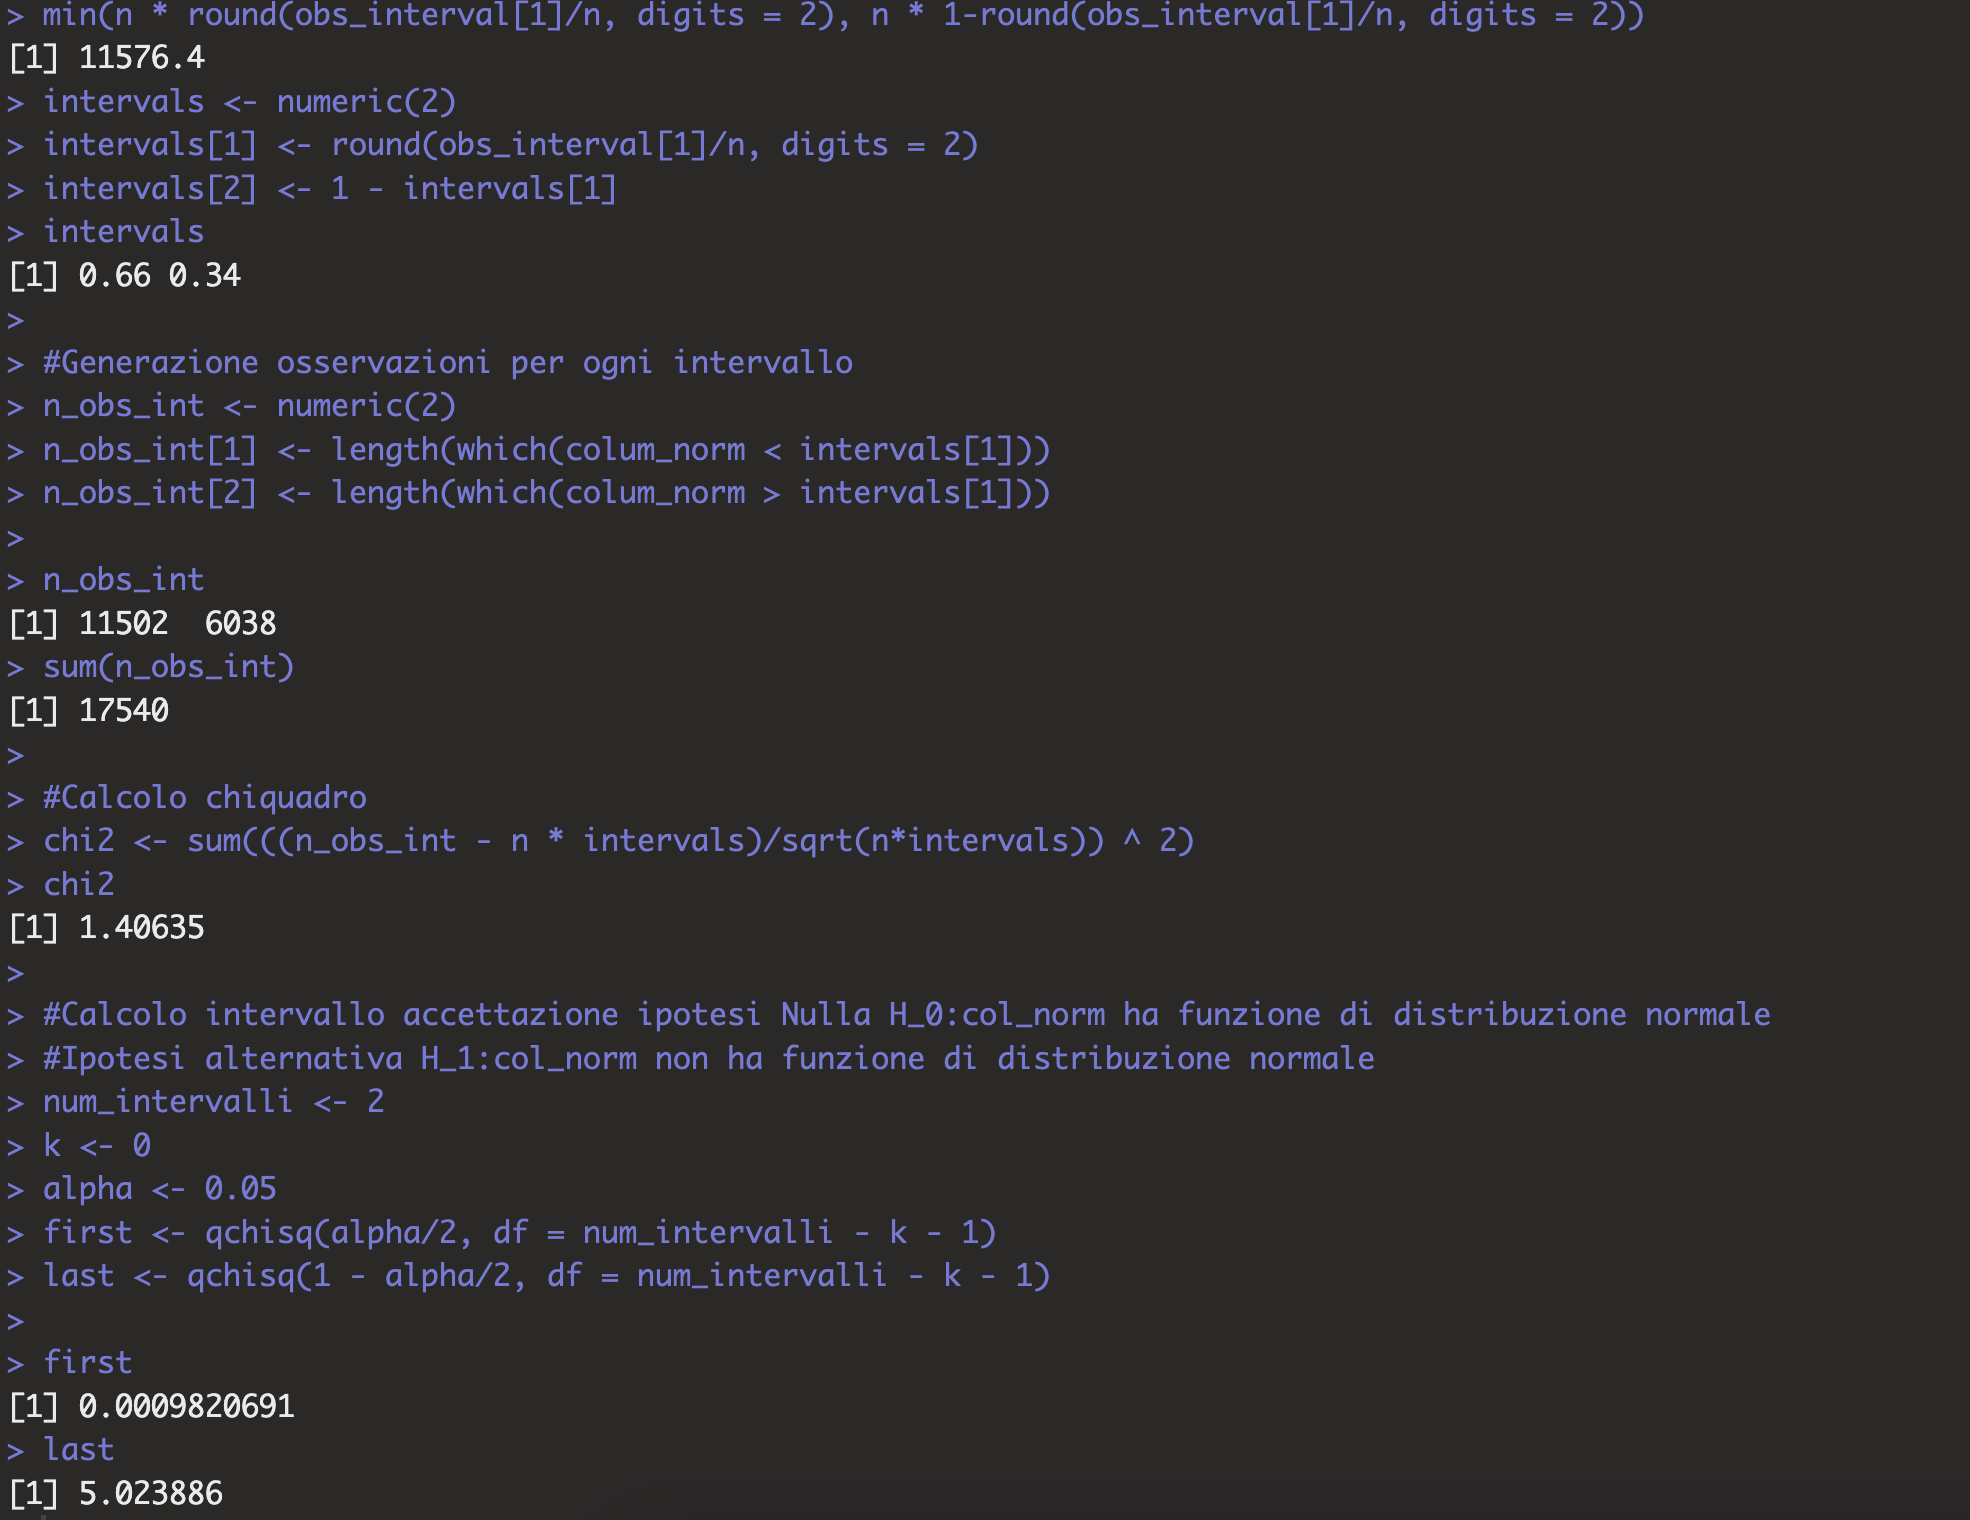 > min(n * round(obs_interval[1]/n, digits = 2), n * 1-round(obs_interval[1]/n, digits = 2))
[1] 11576.4
> intervals <- numeric(2)
> intervals[1] <- round(obs_interval[1]/n, digits = 2)
> intervals[2] <- 1 - intervals[1]
> intervals
[1] 0.66 0.34
>
> #Generazione osservazioni per ogni intervallo
> n_obs_int <- numeric(2)
> n_obs_int[1] <- length(which(colum_norm < intervals[1]))
> n_obs_int[2] <- length(which(colum_norm > intervals[1]))
>
> n_obs_int
[1] 11502  6038
> sum(n_obs_int)
[1] 17540
>
> #Calcolo chiquadro
> chi2 <- sum(((n_obs_int - n * intervals)/sqrt(n*intervals)) ^ 2)
> chi2
[1] 1.40635
>
> #Calcolo intervallo accettazione ipotesi Nulla H_0:col_norm ha funzione di distribuzione normale
> #Ipotesi alternativa H_1:col_norm non ha funzione di distribuzione normale
> num_intervalli <- 2
> k <- 0
> alpha <- 0.05
> first <- qchisq(alpha/2, df = num_intervalli - k - 1)
> last <- qchisq(1 - alpha/2, df = num_intervalli - k - 1)
>
> first
[1] 0.0009820691
> last
[1] 5.023886